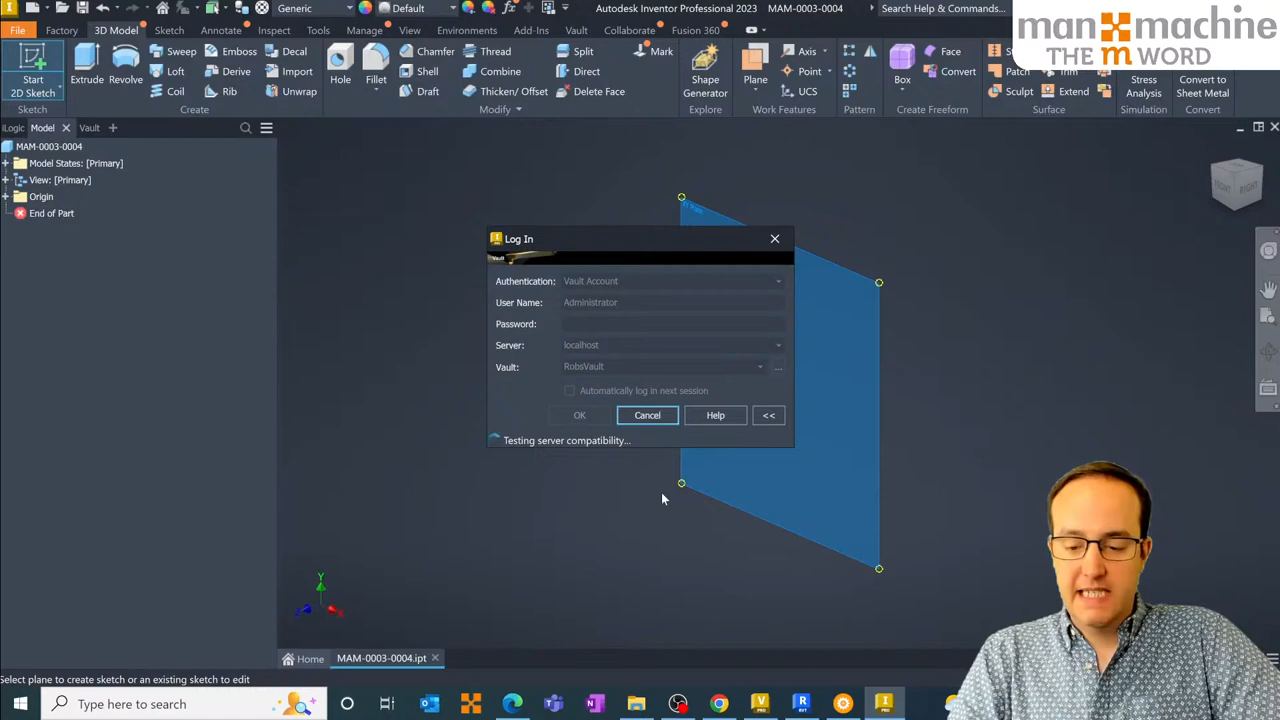 Generic
Default
Autodesk Inventor Professional 2023
MAM-0003-0004
Search Help & Commands...
File
Factory
3D Model
Sketch
Annotate
Inspect
Tools
Manage
View
Environments
Add-Ins
Vault
Collaborate
Fusion 360
man machine
THE m WORD
Start
2D Sketch
Extrude
Revolve
Sweep
Emboss
Decal
Loft
Derive
Import
Coil
Rib
Unwrap
Hole
Fillet
Chamfer
Thread
Split
Mark
Shell
Combine
Direct
Draft
Thicken/ Offset
Delete Face
Shape
Generator
Plane
Axis
Point
UCS
Box
Face
Convert
Patch
Trim
Sculpt
Extend
Stress
Analysis
Convert to
Sheet Metal
Sketch
Create
Modify
Explore
Work Features
Pattern
Create Freeform
Surface
Simulation
Convert
iLogic
Model
Vault
MAM-0003-0004
Model States: [Primary]
View: [Primary]
Origin
End of Part
FRONT
RIGHT
Log In
Vault
Authentication: Vault Account
User Name: Administrator
Password:
Server: localhost
Vault: RobsVault
...
Automatically log in next session
OK
Cancel
Help
<<
Testing server compatibility...
Y
Z
X
Home
MAM-0003-0004.ipt
Select plane to create sketch or an existing sketch to edit
Type here to search